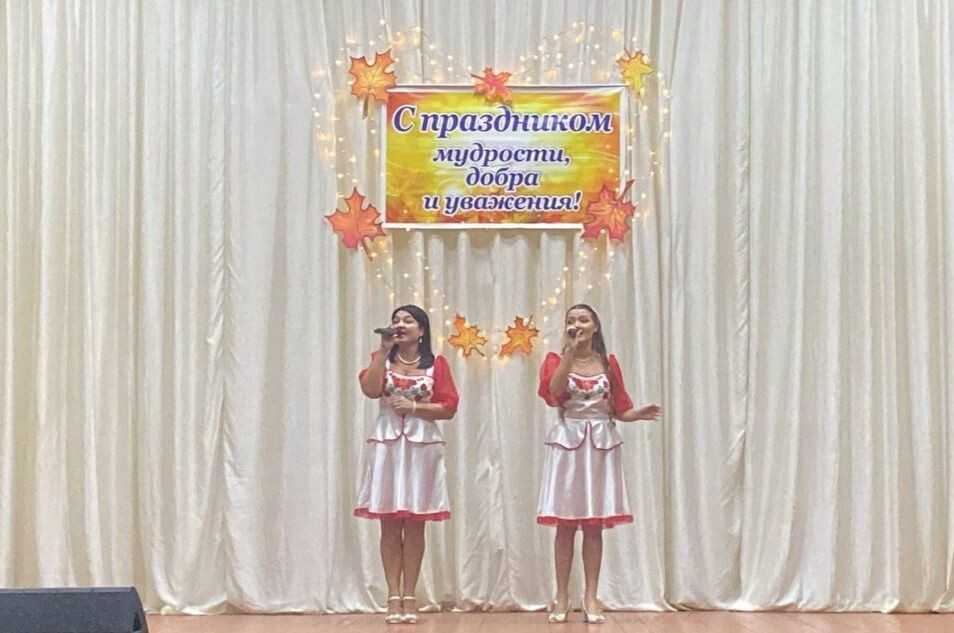 С праздником
мудрости,
добра
и уважения!